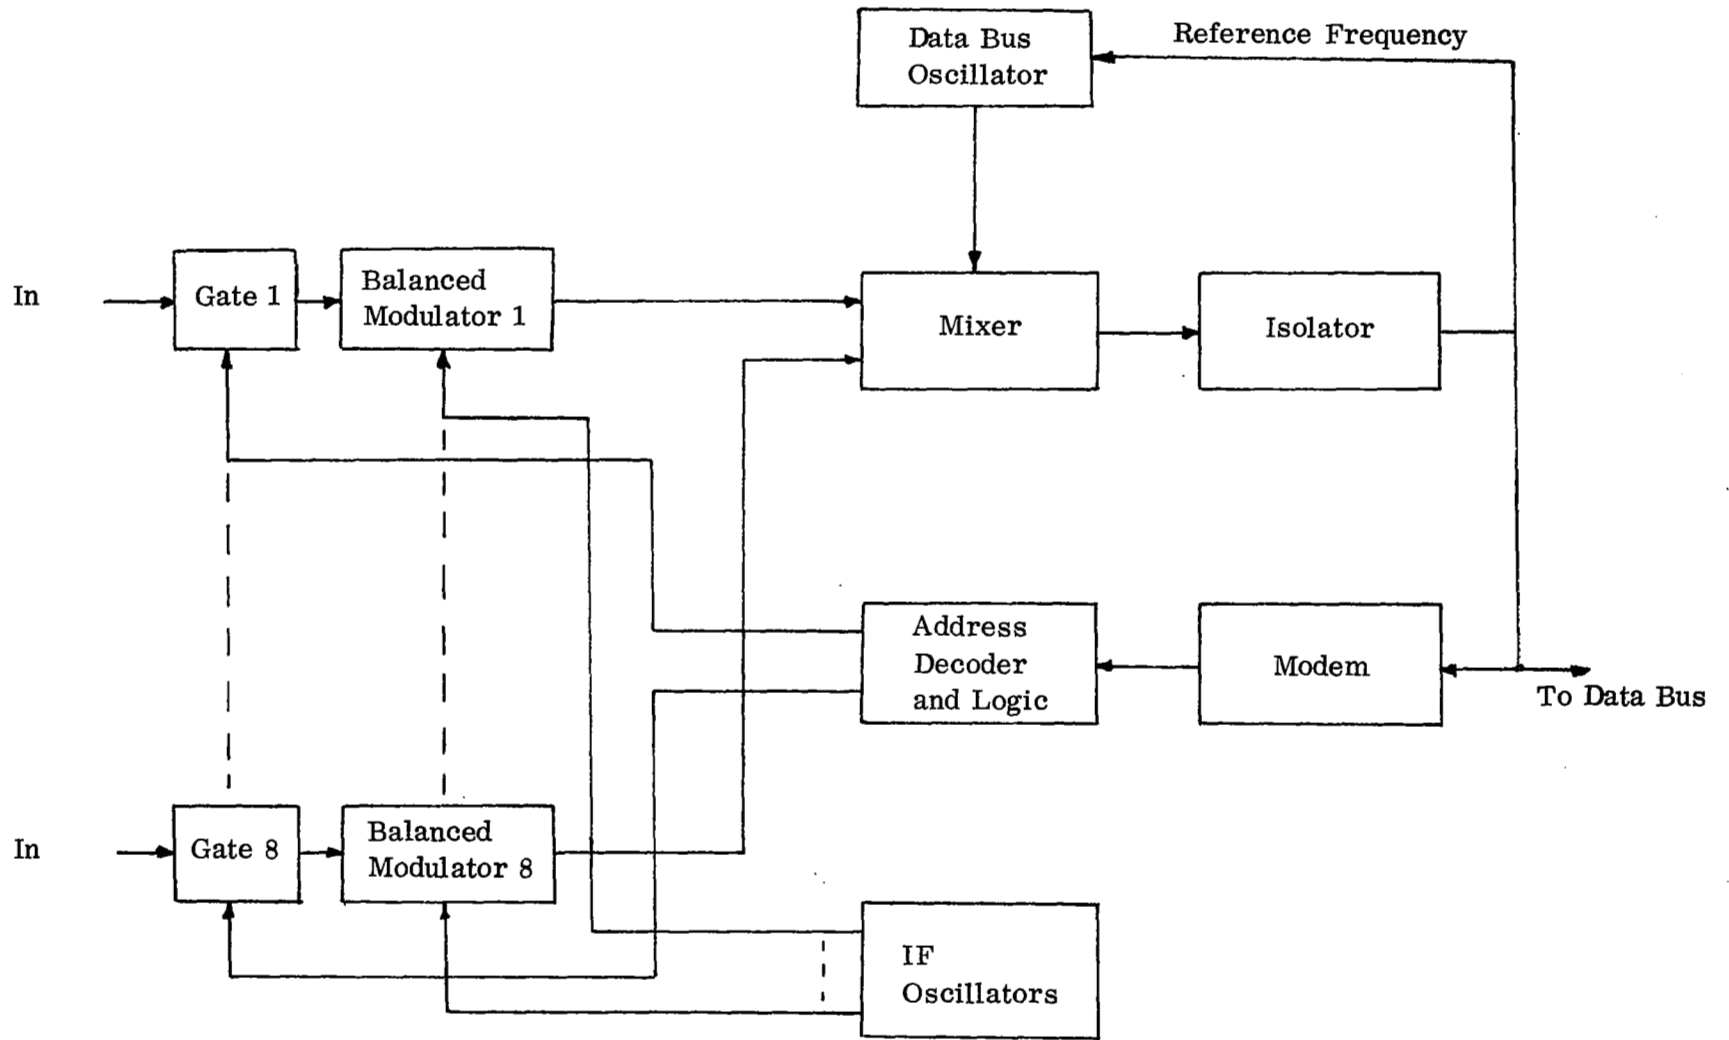 Data Bus
Oscillator
Reference Frequency
In
Gate 1
Balanced
Modulator 1
Mixer
Isolator
Address
Decoder
and Logic
Modem
To Data Bus
In
Gate 8
Balanced
Modulator 8
IF
Oscillators